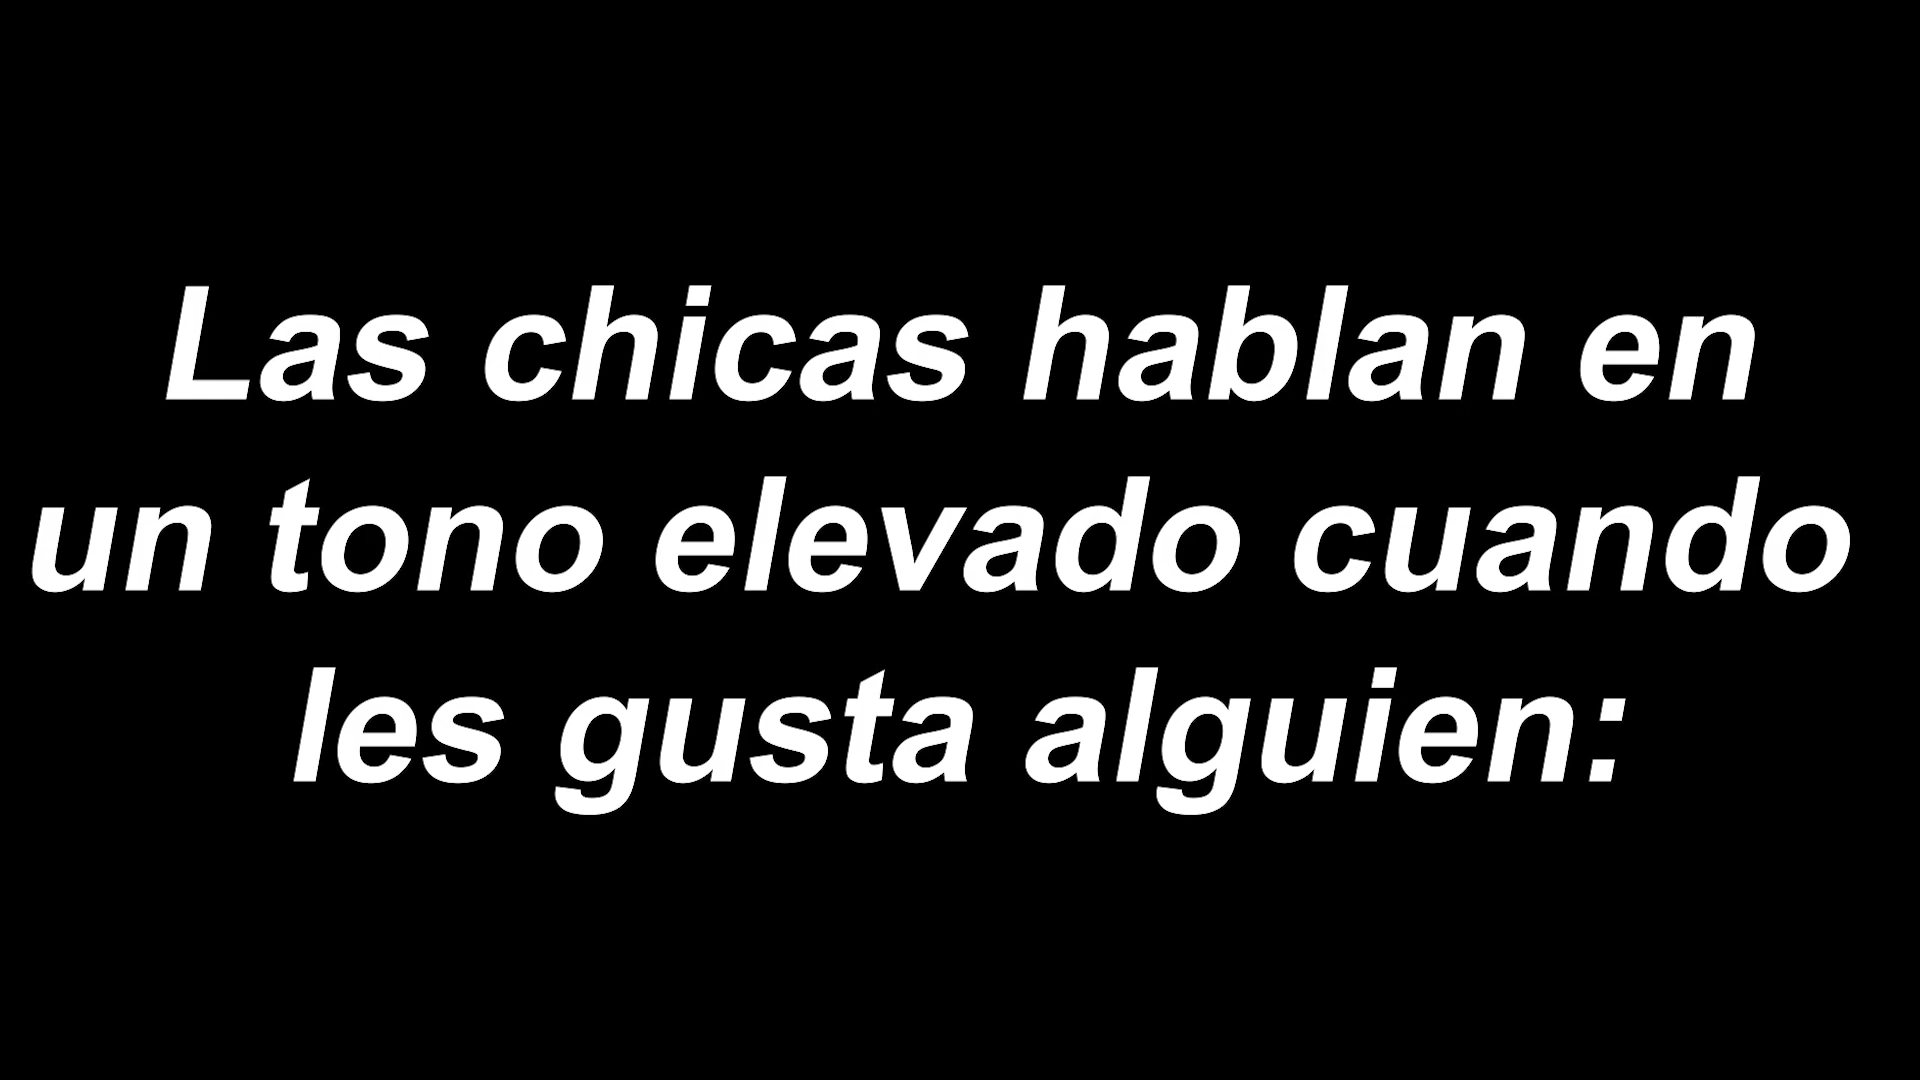 Las chicas hablan en
un tono elevado cuando
les gusta alguien: